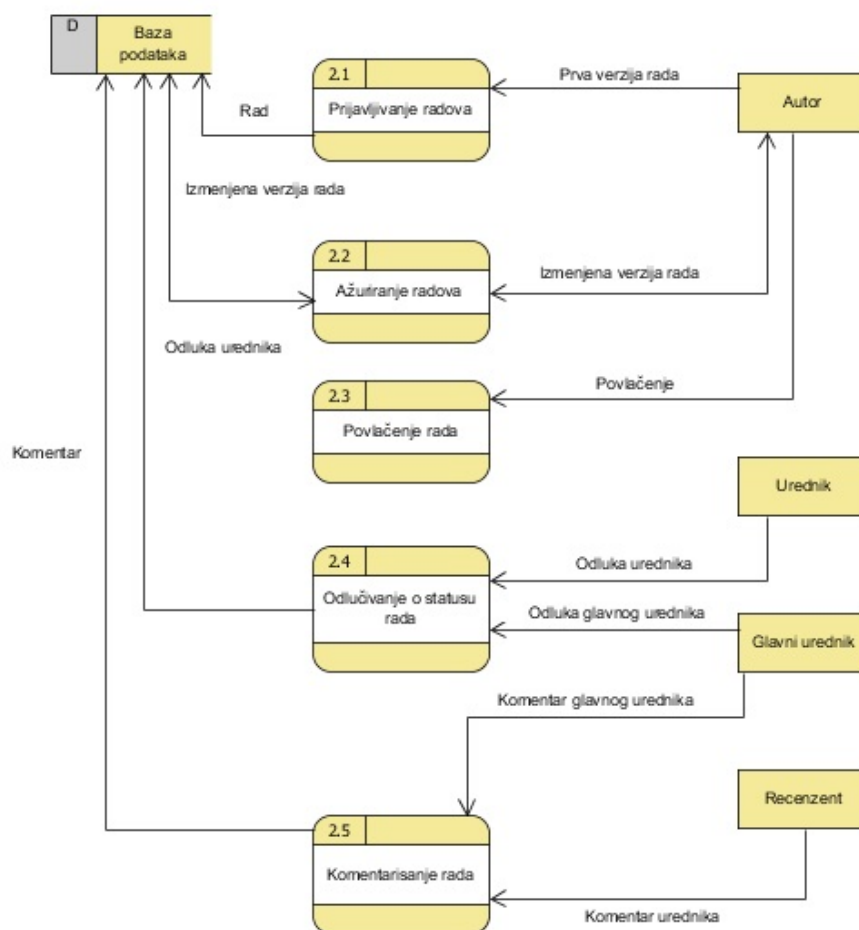 D
Baza
podataka
2.1
Prijavljivanje radova
Prva verzija rada
Autor
Rad
Izmenjena verzija rada
2.2
Ažuriranje radova
Izmenjena verzija rada
Odluka urednika
2.3
Povlačenje rada
Povlačenje
Komentar
Urednik
2.4
Odlučivanje o statusu
rada
Odluka urednika
Odluka glavnog urednika
Glavni urednik
Komentar glavnog urednika
Recenzent
2.5
Komentarisanje rada
Komentar urednika